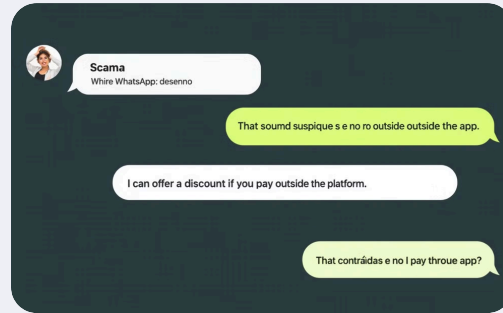 Scama
Whire WhatsApp: desenno
That soumd suspique s e no ro outside outside the app.
I can offer a discount if you pay outside the platform.
That contráidas e no I pay throue app?